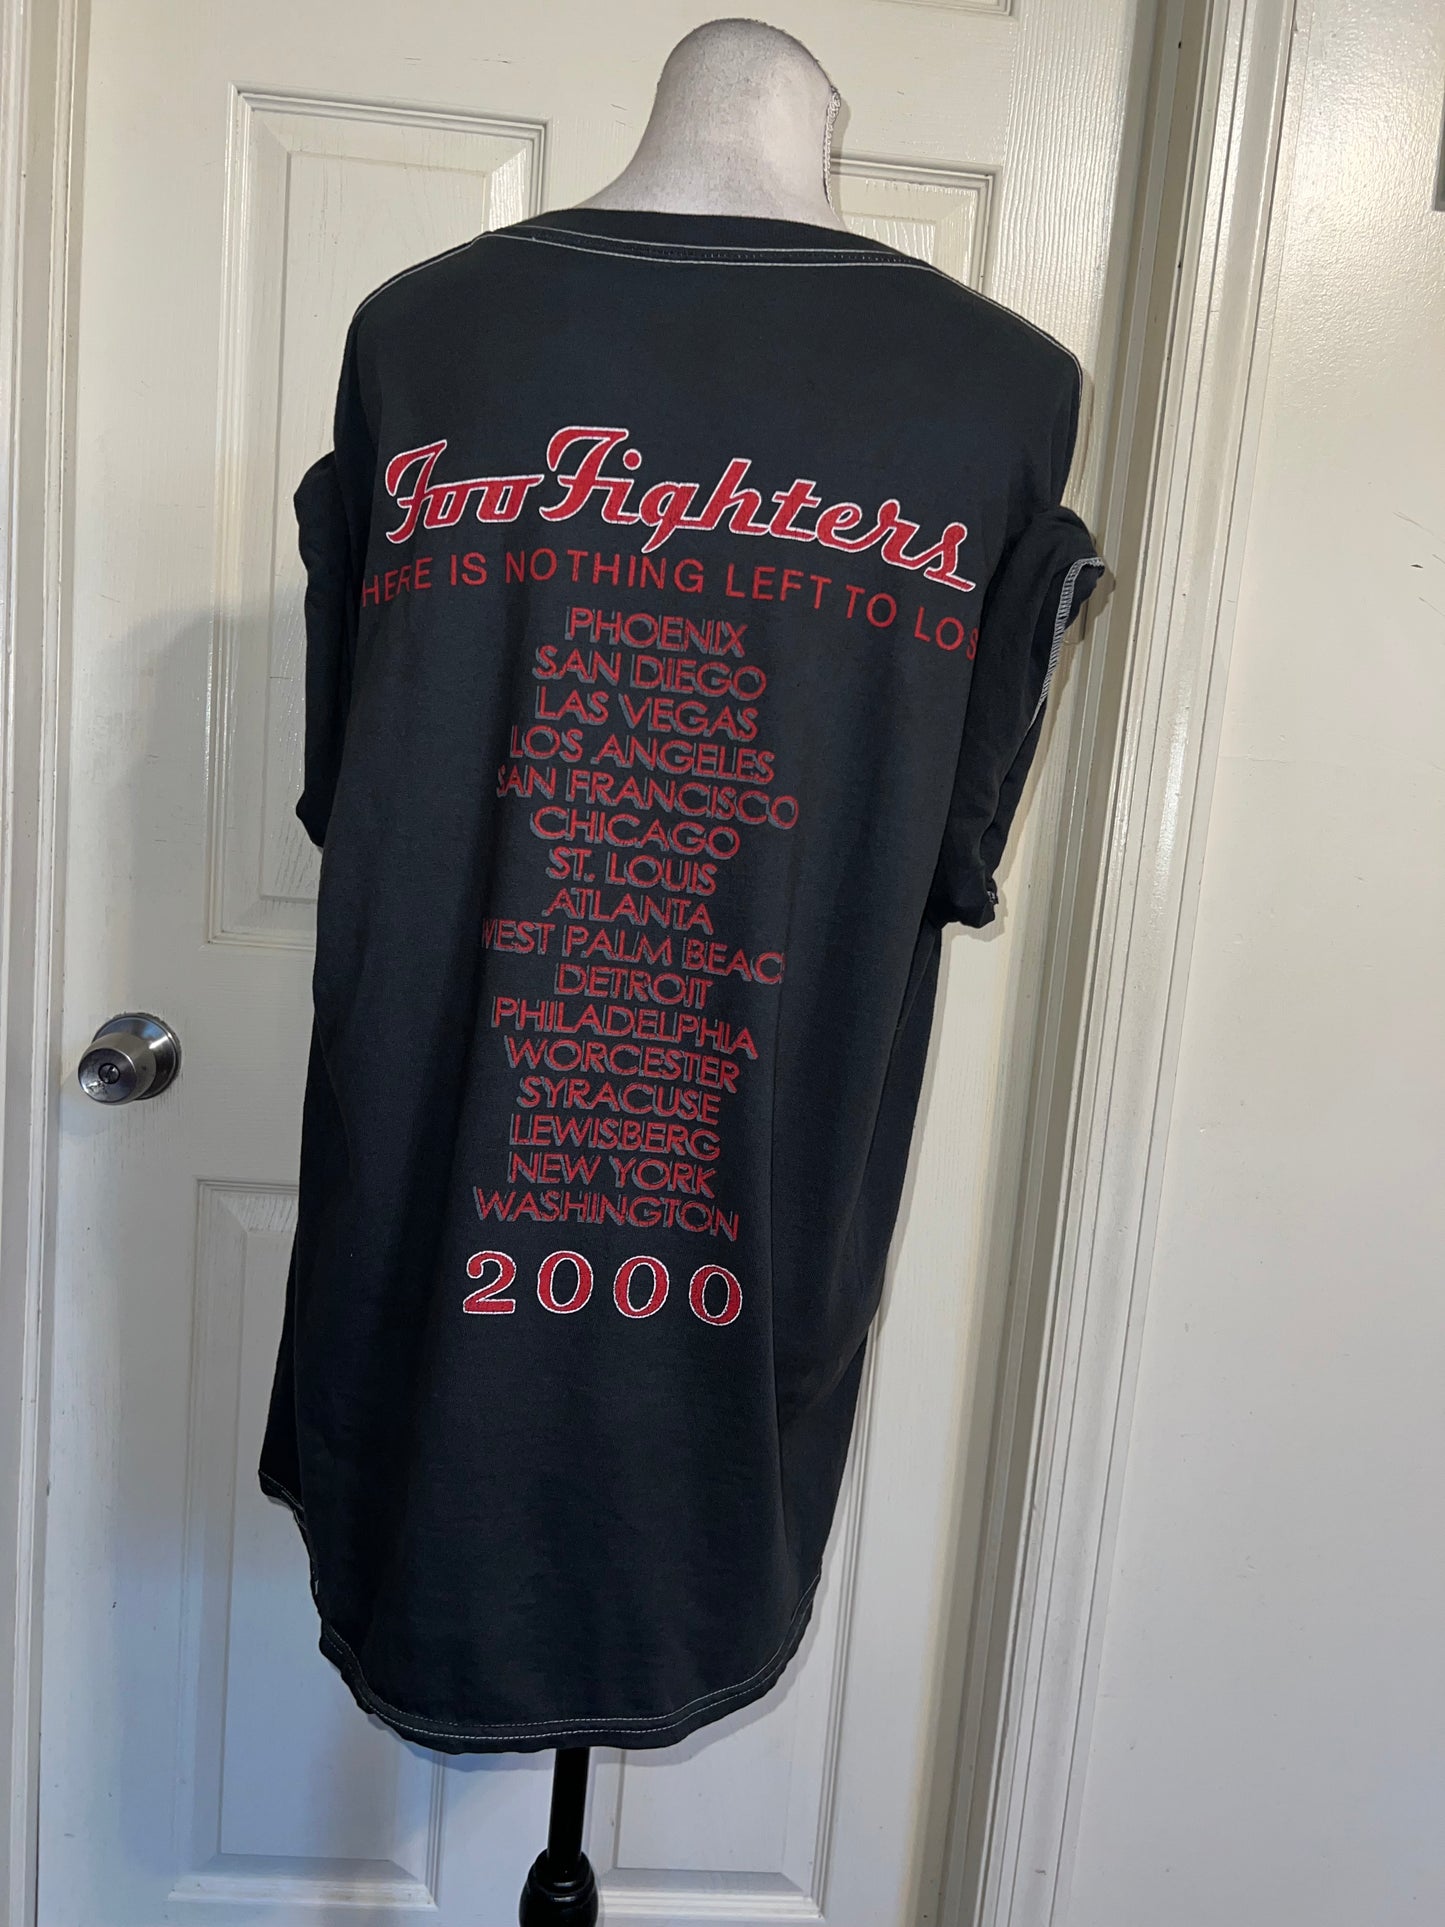 Foo Fighters
HERE IS NOTHING LEFT TO LOS
PHOENIX
SAN DIEGO
LAS VEGAS
LOS ANGELES
SAN FRANCISCO
CHICAGO
ST. LOUIS
ATLANTA
WEST PALM BEAC
DETROIT
PHILADELPHIA
WORCESTER
SYRACUSE
LEWISBERG
NEW YORK
WASHINGTON
2000